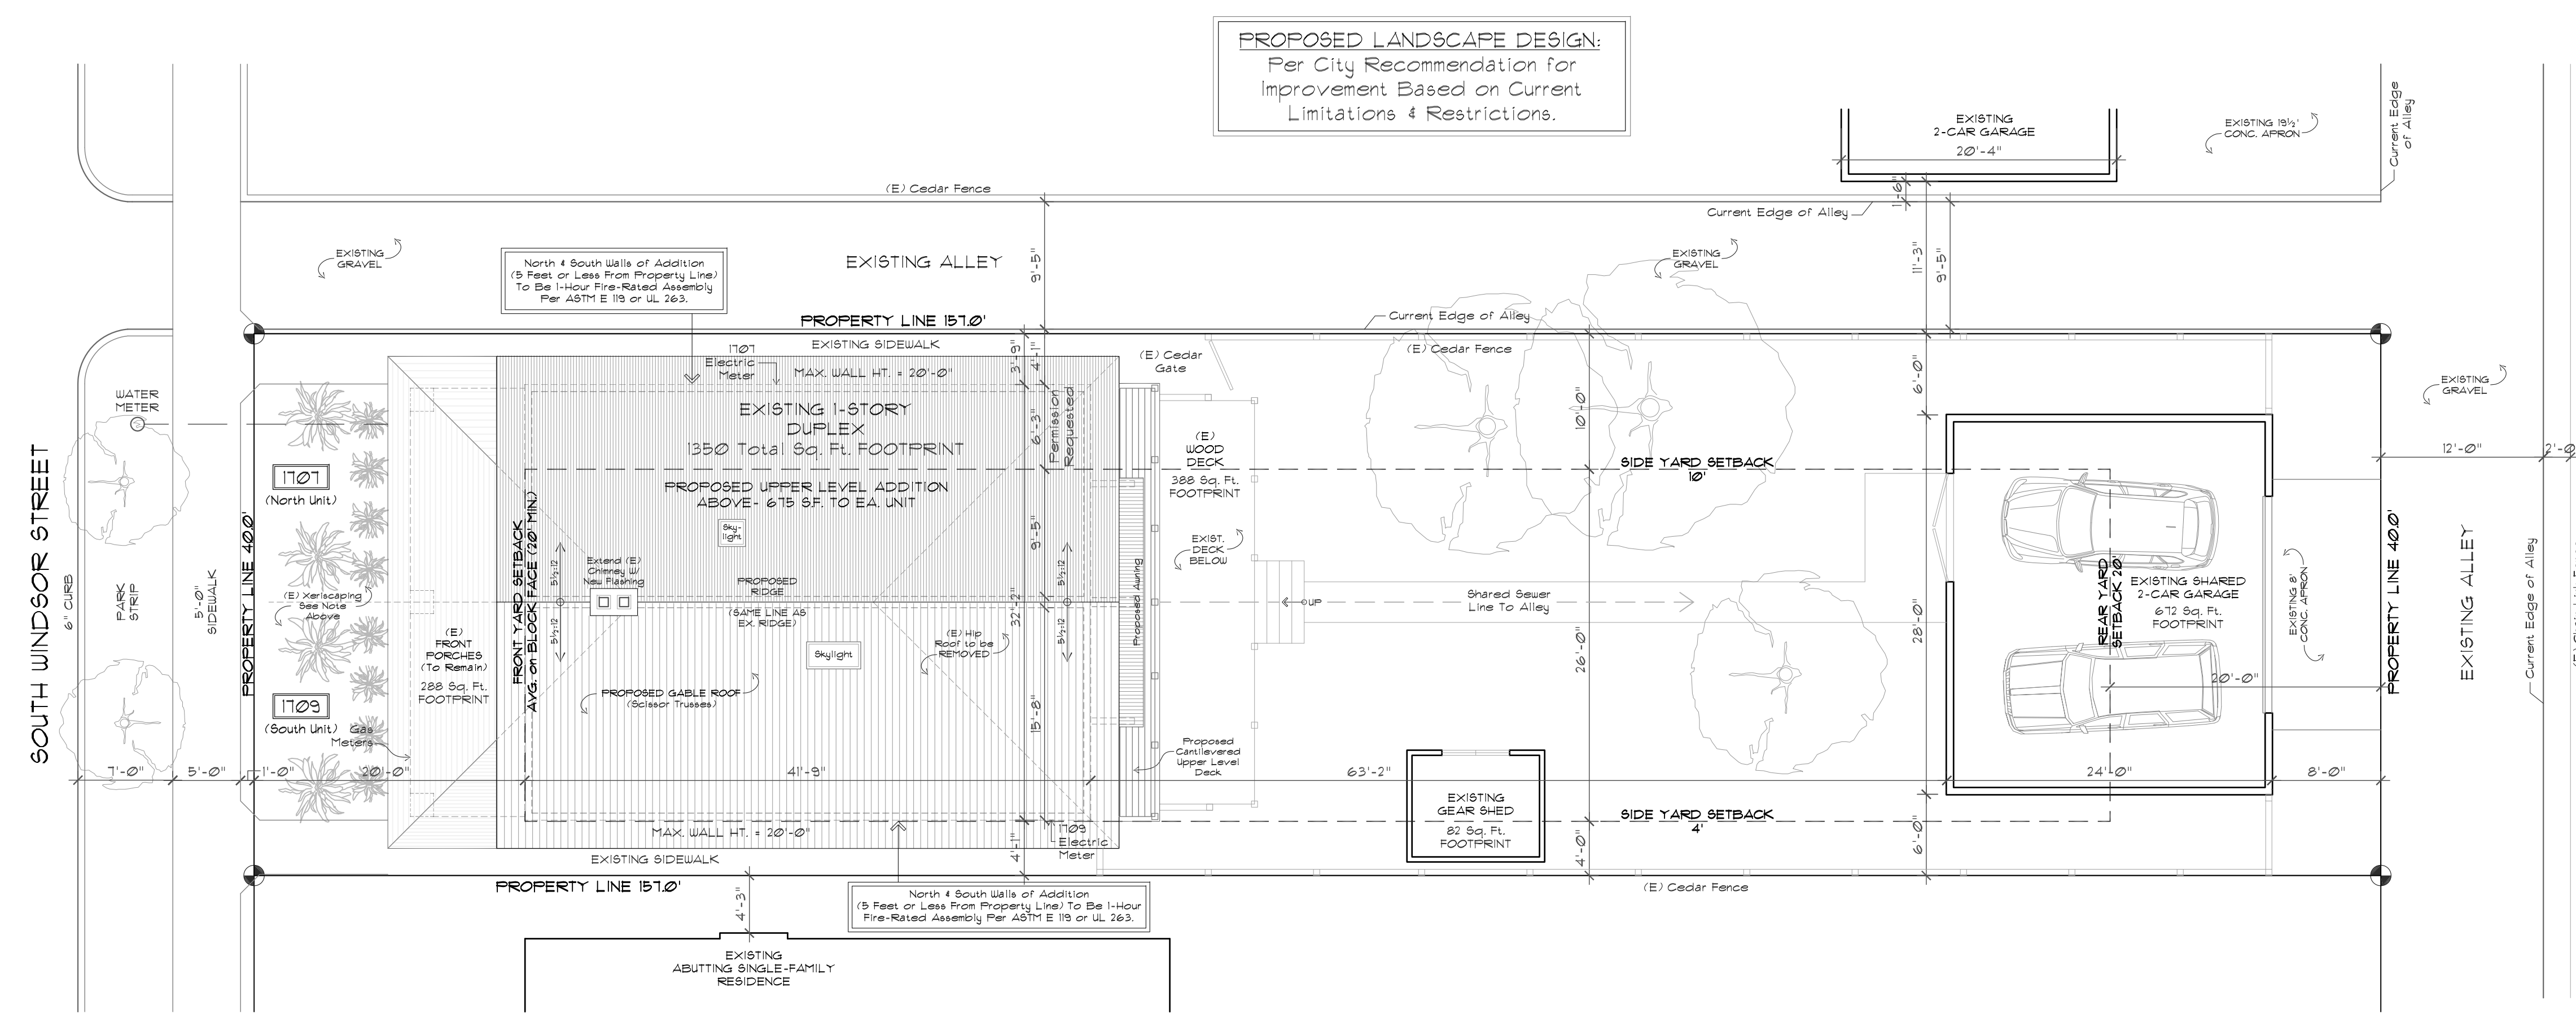 PROPOSED LANDSCAPE DESIGN:
Per City Recommendation for
Improvement Based on Current
Limitations & Restrictions.
EXISTING
2-CAR GARAGE
20'-4"
EXISTING 19½'
CONC. APRON
Current Edge
of Alley
(E) Cedar Fence
1'-6"
Current Edge of Alley
EXISTING
GRAVEL
North & South Walls of Addition
(5 Feet or Less From Property Line)
To Be 1-Hour Fire-Rated Assembly
Per ASTM E 119 or UL 263.
EXISTING ALLEY
9'-5"
EXISTING
GRAVEL
11'-3"
9'-5"
PROPERTY LINE 157.0'
Current Edge of Alley
EXISTING SIDEWALK
1707
Electric
Meter
MAX. WALL HT. = 20'-0"
3'-9"
4'-1"
(E) Cedar
Gate
(E) Cedar Fence
6'-0"
EXISTING
GRAVEL
WATER
METER
EXISTING 1-STORY
DUPLEX
1350 Total Sq. Ft. FOOTPRINT
6'-3"
Permission
Requested
10'-0"
(E)
WOOD
DECK
388 Sq. Ft.
FOOTPRINT
SIDE YARD SETBACK
10'
12'-0"
2'-0
1707
(North Unit)
PROPOSED UPPER LEVEL ADDITION
ABOVE- 675 S.F. TO EA. UNIT
Sky-
light
9'-5"
EXIST.
DECK
BELOW
SOUTH WINDSOR STREET
6" CURB
PARK
STRIP
5'-0"
SIDEWALK
PROPERTY LINE 40.0'
(E) Xeriscaping
See Note
Above
FRONT YARD SETBACK
AVG. on BLOCK FACE (20' MIN.)
5½:12
5½:12
Extend (E)
Chimney W/
New Flashing
PROPOSED
RIDGE
(SAME LINE AS
EX. RIDGE)
5½:12
5½:12
32'-2"
Proposed Awning
UP
Shared Sewer
Line To Alley
26'-0"
28'-0"
REAR YARD
SETBACK 20'
EXISTING SHARED
2-CAR GARAGE
672 Sq. Ft.
FOOTPRINT
EXISTING 8'
CONC. APRON
PROPERTY LINE 40.0'
EXISTING ALLEY
Current Edge of Alley
(E)
FRONT
PORCHES
(To Remain)
288 Sq. Ft.
FOOTPRINT
Skylight
(E) Hip
Roof to be
REMOVED
PROPOSED GABLE ROOF
(Scissor Trusses)
20'-0"
1709
(South Unit)
Gas
Meters
15'-8"
Proposed
Cantilevered
Upper Level
Deck
7'-0"
5'-0"
1'-0"
20'-0"
41'-9"
63'-2"
24'-0"
8'-0"
EXISTING
GEAR SHED
82 Sq. Ft.
FOOTPRINT
SIDE YARD SETBACK
4'
MAX. WALL HT. = 20'-0"
1709
Electric
Meter
4'-1"
4'-0"
6'-0"
EXISTING SIDEWALK
PROPERTY LINE 157.0'
(E) Cedar Fence
4'-3"
North & South Walls of Addition
(5 Feet or Less From Property Line) To Be 1-Hour
Fire-Rated Assembly Per ASTM E 119 or UL 263.
EXISTING
ABUTTING SINGLE-FAMILY
RESIDENCE